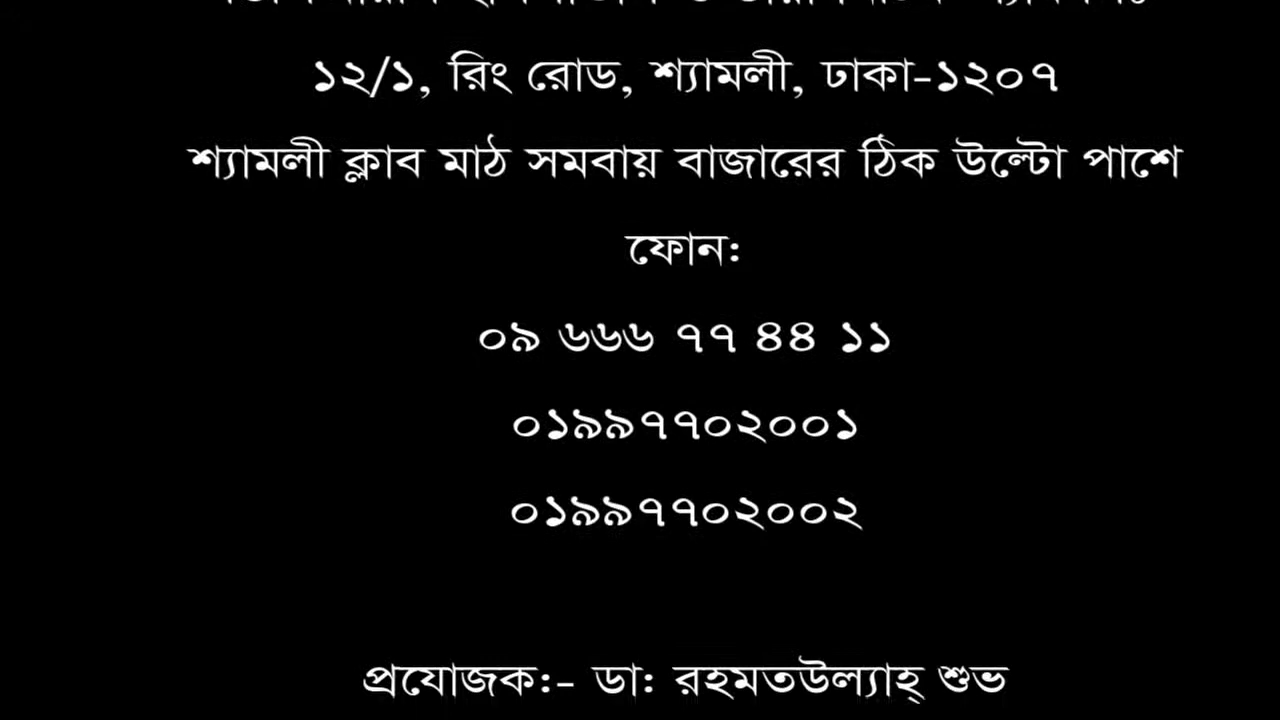 ১২/১, রিং রোড, শ্যামলী, ঢাকা-১২০৭
শ্যামলী ক্লাব মাঠ সমবায় বাজারের ঠিক উল্টো পাশে
ফোন:
০৯ ৬৬৬ ৭৭ ৪৪ ১১
০১৯৯৭৭০২০০১
০১৯৯৭৭০২০০২
প্রযোজক:- ডা: রহমতউল্যাহ্ শুভ